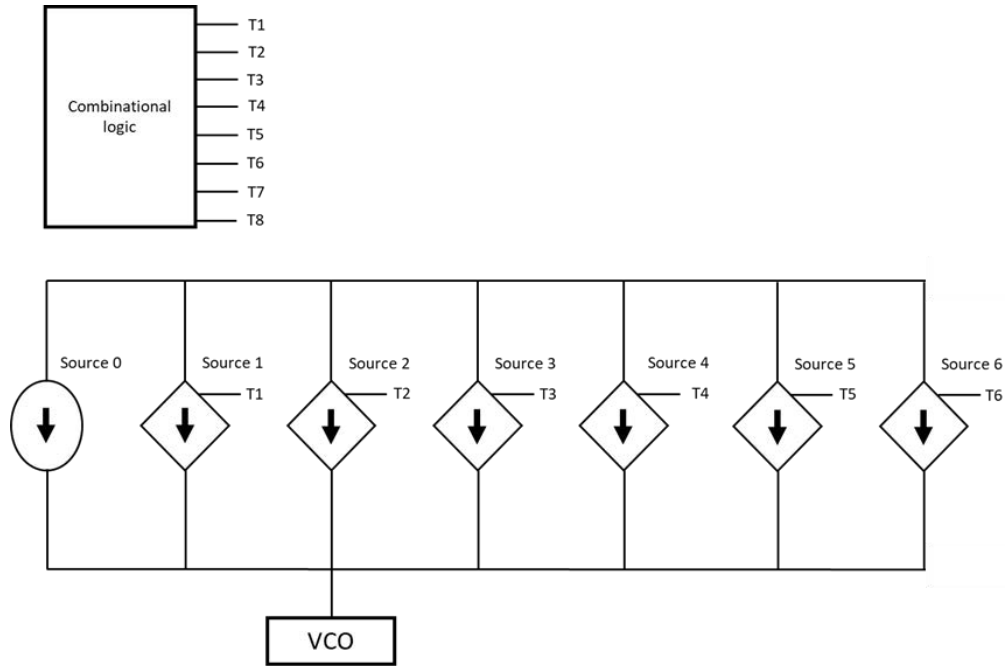 T1
T2
T3
Combinational
logic
T4
T5
T6
T7
T8
Source 0
Source 1
Source 2
Source 3
Source 4
Source 5
Source 6
T1
T2
T3
T4
T5
T6
VCO